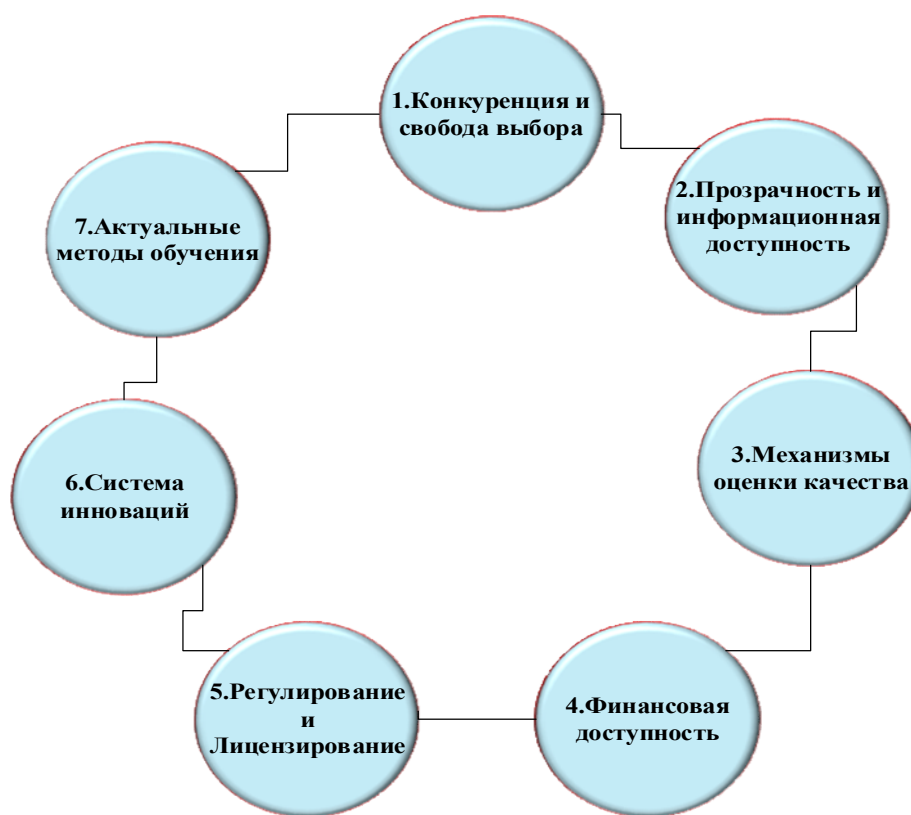 1.Конкуренция и
свобода выбора
2.Прозрачность и
информационная
доступность
3.Механизмы
оценки качества
4.Финансовая
доступность
5.Регулирование
и
Лицензирование
6.Система
инноваций
7.Актуальные
методы обучения